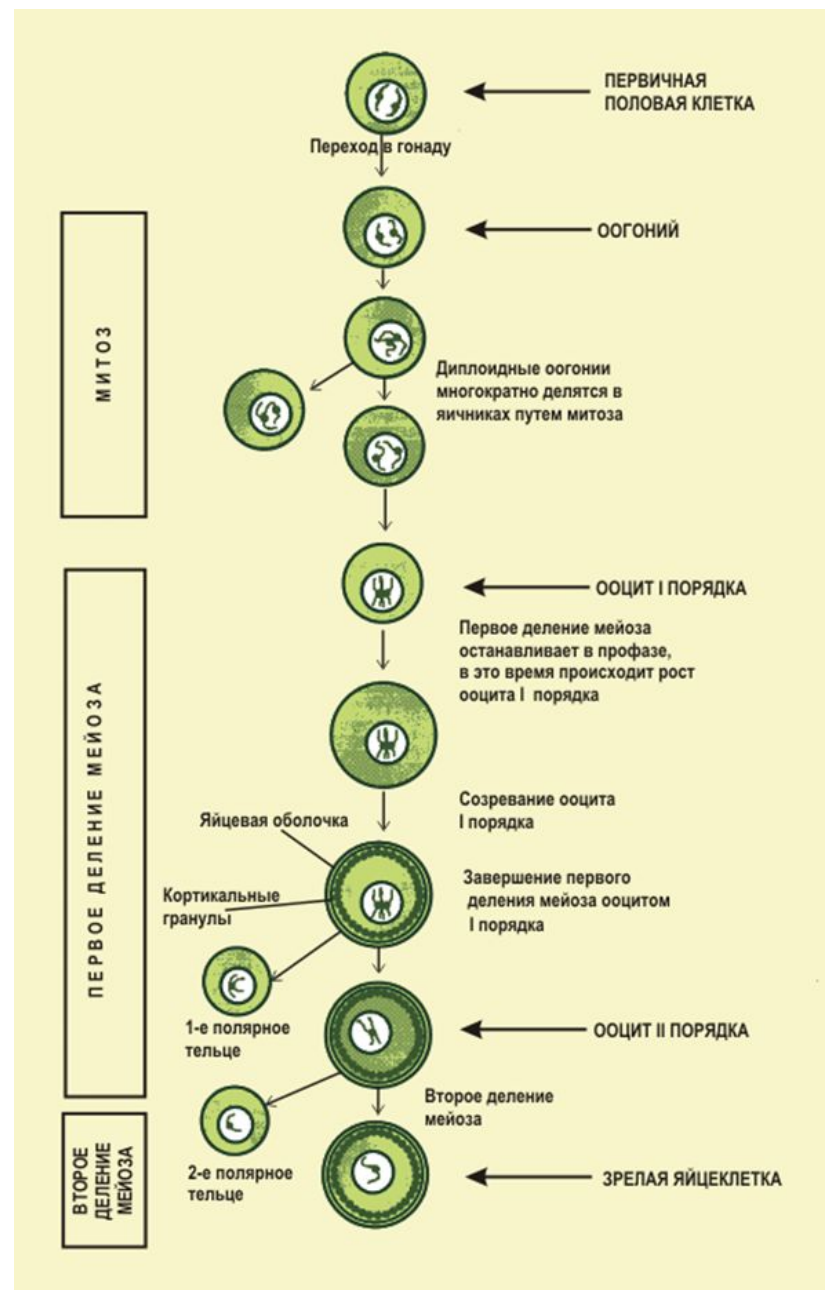 ПЕРВИЧНАЯ
ПОЛОВАЯ КЛЕТКА
Переход в гонаду
ООГОНИЙ
МИТОЗ
Диплоидные оогонии
многократно делятся в
яичниках путем митоза
ООЦИТ I ПОРЯДКА
Первое деление мейоза
останавливает в профазе,
в это время происходит рост
ооцита I порядка
ПЕРВОЕ ДЕЛЕНИЕ МЕЙОЗА
Созревание ооцита
I порядка
Яйцевая оболочка
Кортикальные
гранулы
Завершение первого
деления мейоза ооцитом
I порядка
1-е полярное
тельце
ООЦИТ II ПОРЯДКА
Второе деление
мейоза
ВТОРОЕ
ДЕЛЕНИЕ
МЕЙОЗА
2-е полярное
тельце
ЗРЕЛАЯ ЯЙЦЕКЛЕТКА